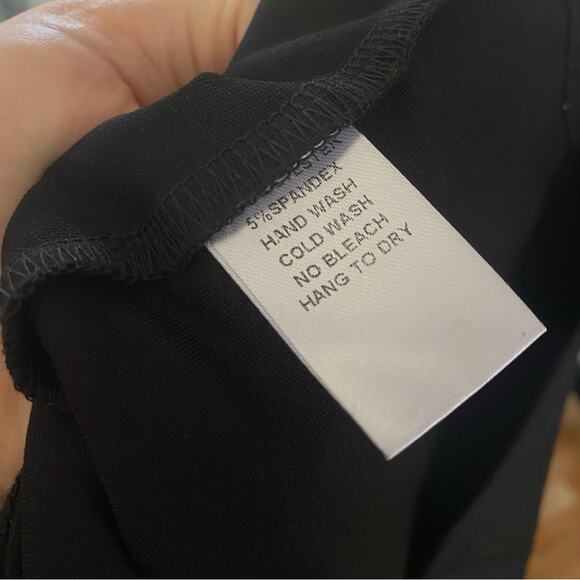 5%SPANDEX
HAND WASH
COLD WASH
NO BLEACH
HANG TO DRY